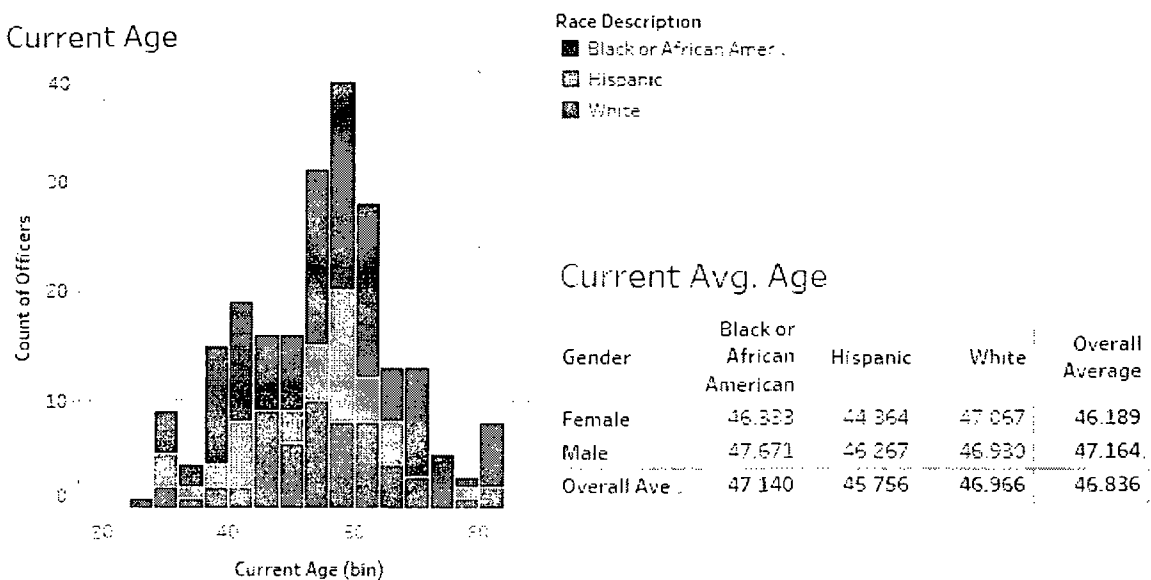 Current Age
Race Description
Black or African Amer..
Hispanic
White
40
30
20
10
0
Count of Officers
20 40 60 80
Current Age (bin)
Current Avg. Age
Gender Black or African American Hispanic White Overall Average
Female 46.333 44.364 47.067 46.189
Male 47.671 46.267 46.930 47.164
Overall Ave.. 47.140 45.756 46.966 46.836